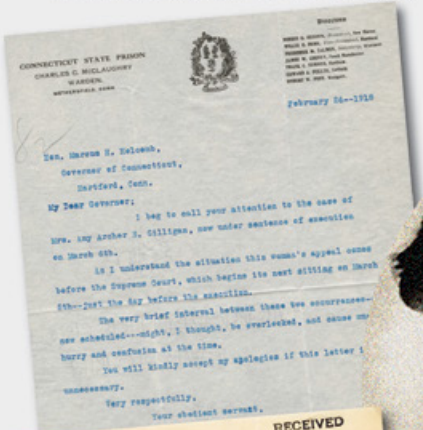 CONNECTICUT STATE PRISON
CHARLES C. McLAUGHRY
WARDEN.
WETHERSFIELD, CONN.
Directors
February 26--1918
Hon. Marcus H. Holcomb,
Governor of Connecticut,
Hartford, Conn.
My Dear Governor;
I beg to call your attention to the case of
Mrs. Amy Archer E. Gilligan, now under sentence of execution
on March 6th.
As I understand the situation this woman's appeal comes
before the Supreme Court, which begins its next sitting on March
5th--just the day before the execution.
The very brief interval between these two occurrences--
now scheduled---might, I thought, be overlooked, and cause
hurry and confusion at the time.
You will kindly accept my apologies if this letter
unnecessary.
Very respectfully,
Your obedient servant,
RECEIVED